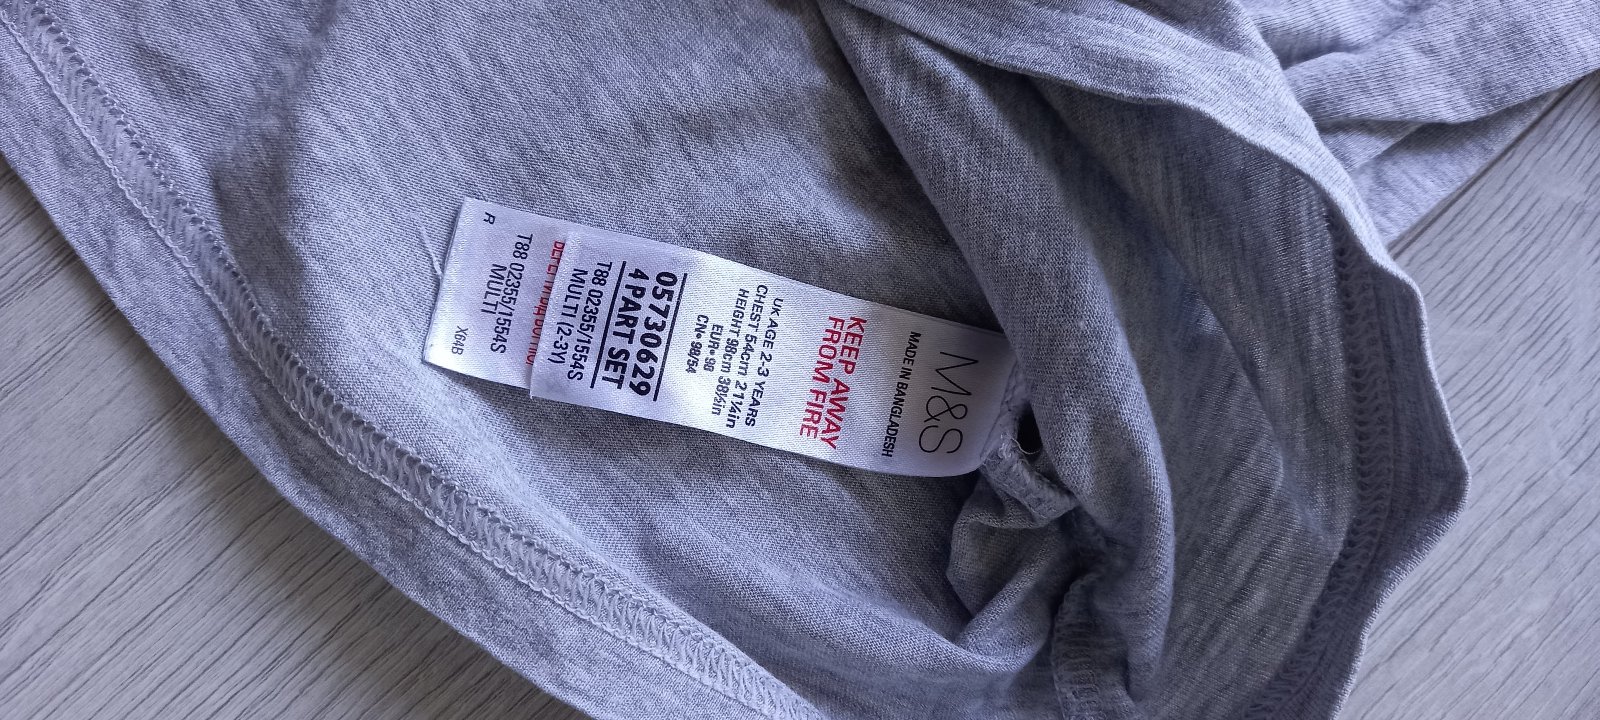 M&S
MADE IN BANGLADESH
KEEP AWAY
FROM FIRE
UK AGE 2-3 YEARS
CHEST 54cm 21¼in
HEIGHT 98cm 38½in
EUR•98
CN•98/54
05730629
4 PART SET
T88 0235/1554S
MULTI (2-3Y)
T88 0235/1554S
MULTI
X64B
R